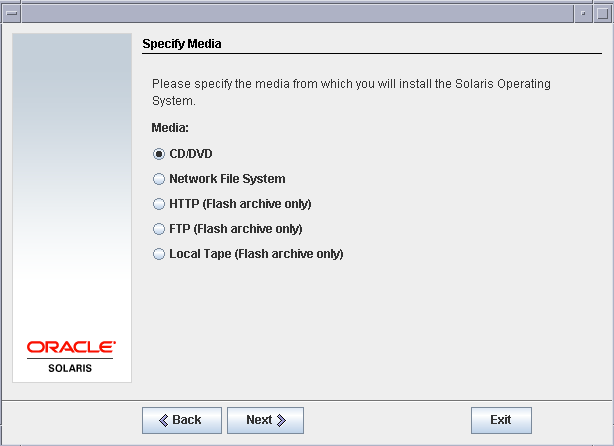 Specify Media
Please specify the media from which you will install the Solaris Operating
System.
Media:
CD/DVD
Network File System
HTTP (Flash archive only)
FTP (Flash archive only)
Local Tape (Flash archive only)
ORACLE
SOLARIS
Back
Next
Exit